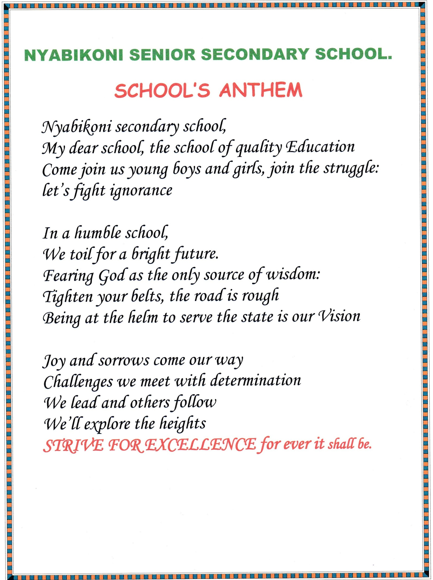 NYABIKONI SENIOR SECONDARY SCHOOL.
SCHOOL'S ANTHEM
Nyabikoni secondary school,
My dear school, the school of quality Education
Come join us young boys and girls, join the struggle:
let's fight ignorance
In a humble school,
We toil for a bright future.
Fearing God as the only source of wisdom:
Tighten your belts, the road is rough
Being at the helm to serve the state is our Vision
Joy and sorrows come our way
Challenges we meet with determination
We lead and others follow
We'll explore the heights
STRIVE FOR EXCELLENCE for ever it shall be.